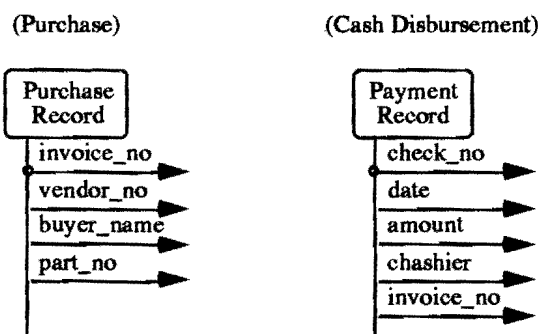 (Purchase)
Purchase
Record
invoice_no
vendor_no
buyer_name
part_no
(Cash Disbursement)
Payment
Record
check_no
date
amount
chashier
invoice_no